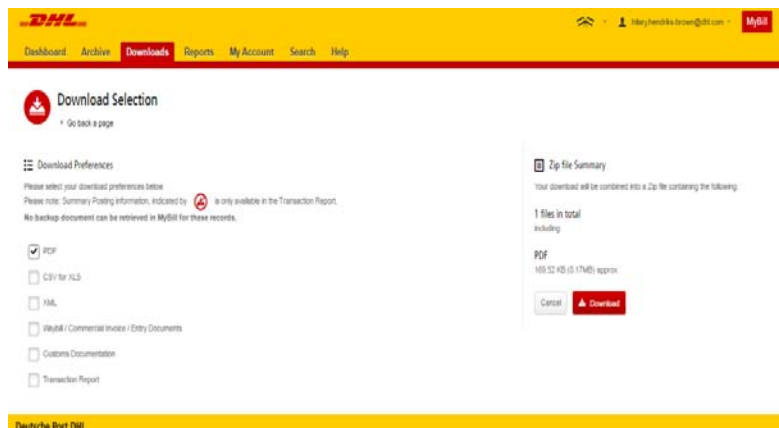 DHL
hilary.hendriks-brown@dhl.com
MyBill
Dashboard Archive Downloads Reports My Account Search Help
Download Selection
Go back a page
Download Preferences
Please select your download preferences below
Please note: Summary Posting information, indicated by is only available in the Transaction Report.
No backup document can be retrieved in MyBill for these records.
PDF
CSV for XLS
XML
Waybill / Commercial Invoice / Entry Documents
Customs Documentation
Transaction Report
Zip file Summary
Your download will be combined into a Zip file containing the following:
1 files in total
including:
PDF
169.52 KB (0.17MB) approx
Cancel Download
Deutsche Post DHL